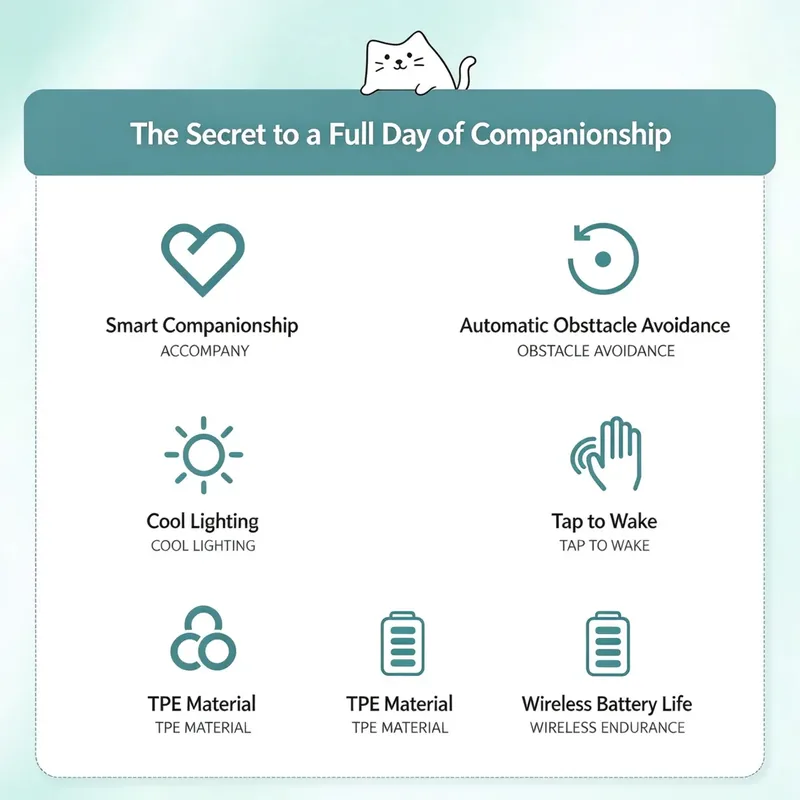 The Secret to a Full Day of Companionship
Smart Companionship
ACCOMPANY
Automatic Obsttacle Avoidance
OBSTACLE AVOIDANCE
Cool Lighting
COOL LIGHTING
Tap to Wake
TAP TO WAKE
TPE Material
TPE MATERIAL
TPE Material
TPE MATERIAL
Wireless Battery Life
WIRELESS ENDURANCE